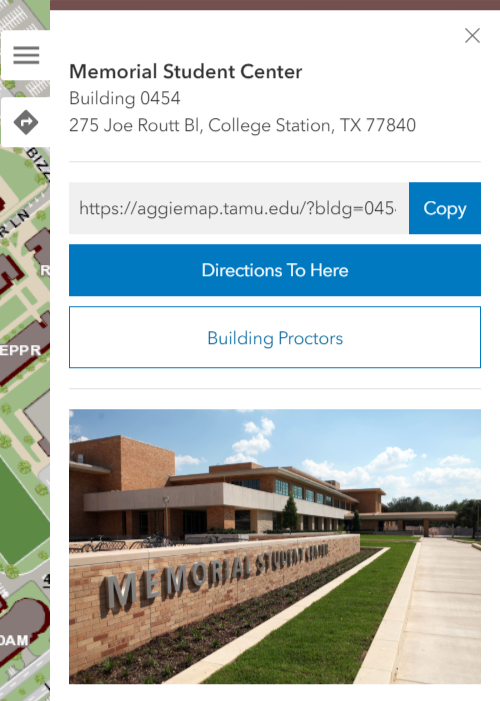 Memorial Student Center
Building 0454
275 Joe Routt Bl, College Station, TX 77840
https://aggiemap.tamu.edu/?bldg=045
Copy
Directions To Here
Building Proctors
MEMORIAL STUDENT CENTER
BIZZ
R LN
R
EPPR
4
DAM